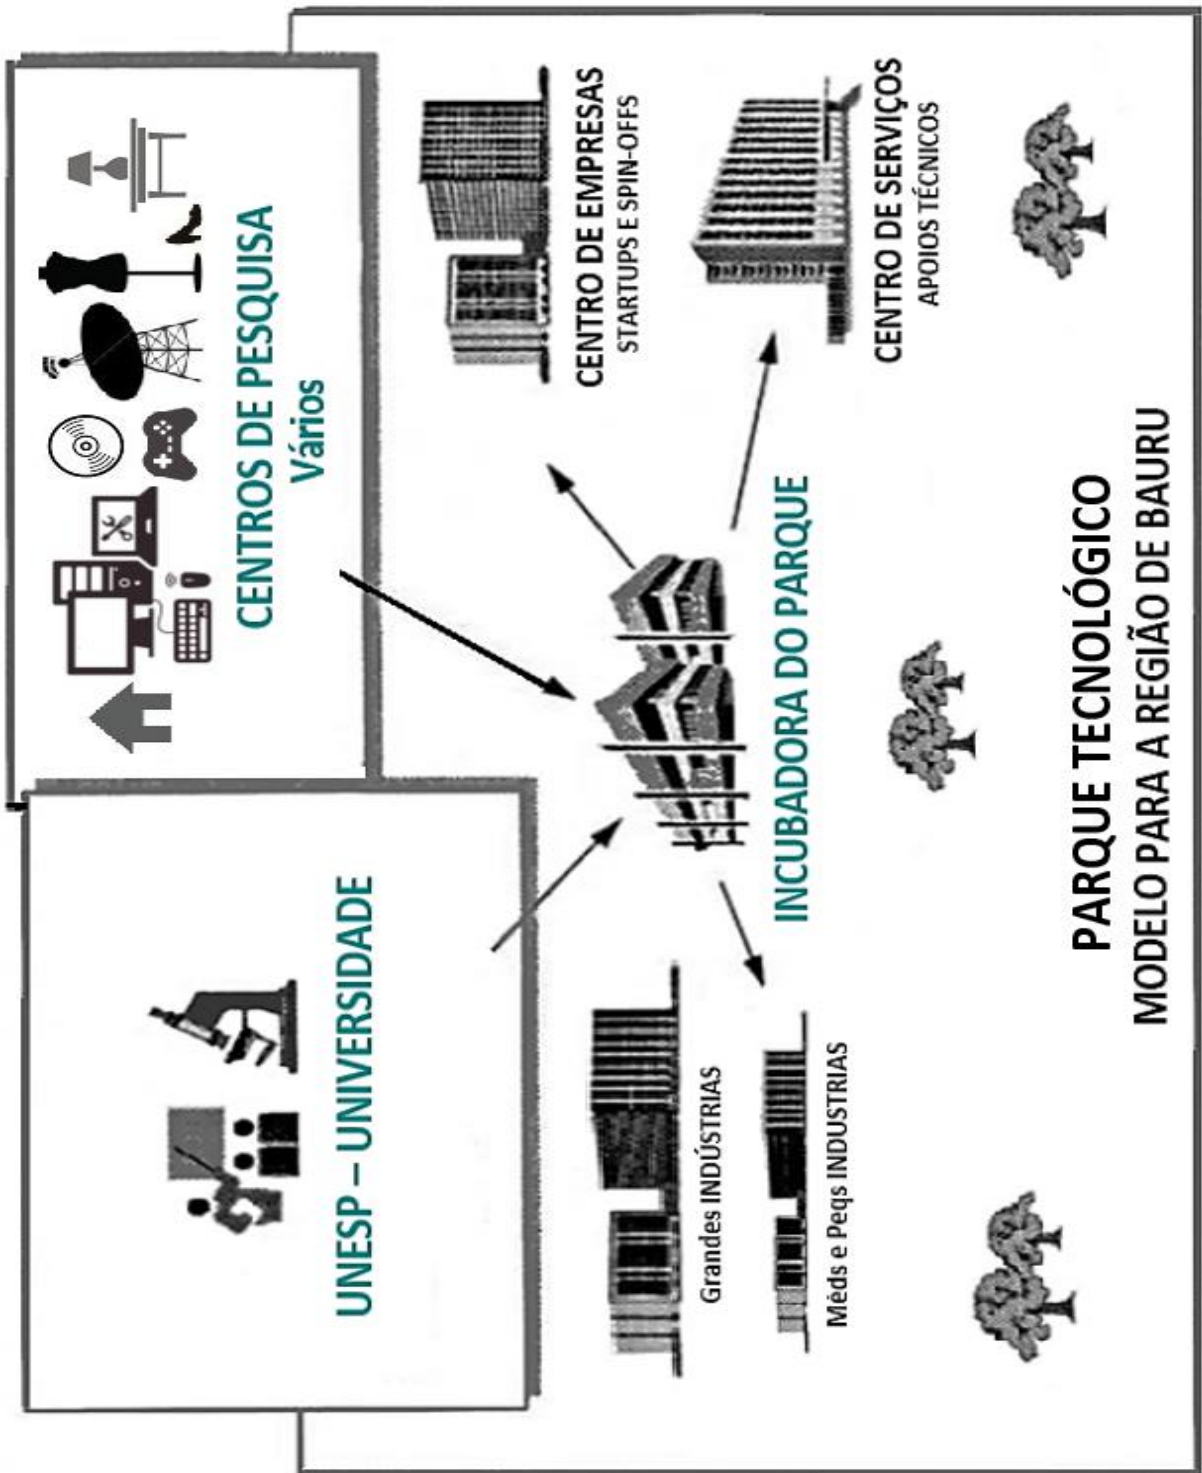 UNESP – UNIVERSIDADE
CENTROS DE PESQUISA
Vários
Grandes INDÚSTRIAS
Méds e Peqs INDUSTRIAS
INCUBADORA DO PARQUE
CENTRO DE EMPRESAS
STARTUPS E SPIN-OFFS
CENTRO DE SERVIÇOS
APOIOS TÉCNICOS
PARQUE TECNOLÓGICO
MODELO PARA A REGIÃO DE BAURU